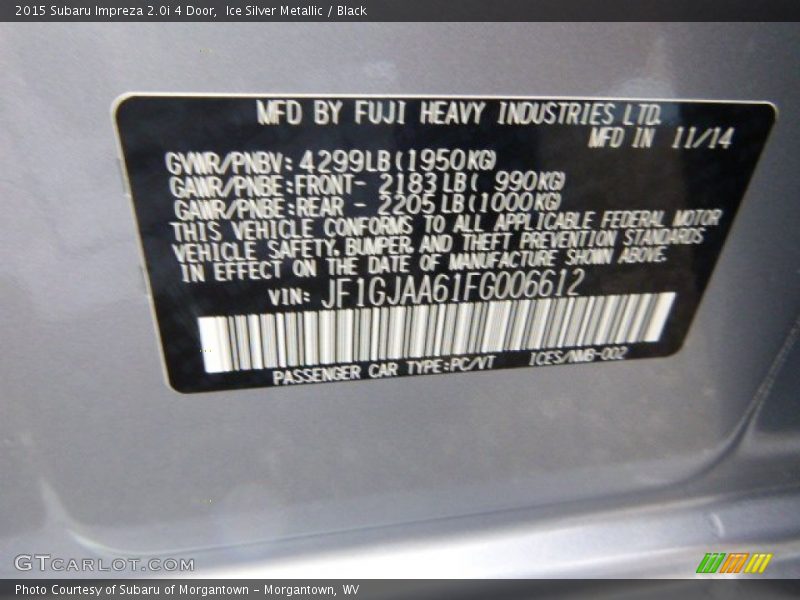 2015 Subaru Impreza 2.0i 4 Door,  Ice Silver Metallic / Black
MFD BY FUJI HEAVY INDUSTRIES LTD.
MFD IN 11/14
GVWR/PNBV: 4299LB(1950KG)
GAWR/PNBE:FRONT- 2183LB( 990KG)
GAWR/PNBE:REAR - 2205LB(1000KG)
THIS VEHICLE CONFORMS TO ALL APPLICABLE FEDERAL MOTOR
VEHICLE SAFETY, BUMPER, AND THEFT PREVENTION STANDARDS
IN EFFECT ON THE DATE OF MANUFACTURE SHOWN ABOVE.
VIN: JF1GJAA61FG006612
PASSENGER CAR TYPE:PC/VT ICES/NMB-002
GTCARLOT.COM
Photo Courtesy of Subaru of Morgantown - Morgantown, WV